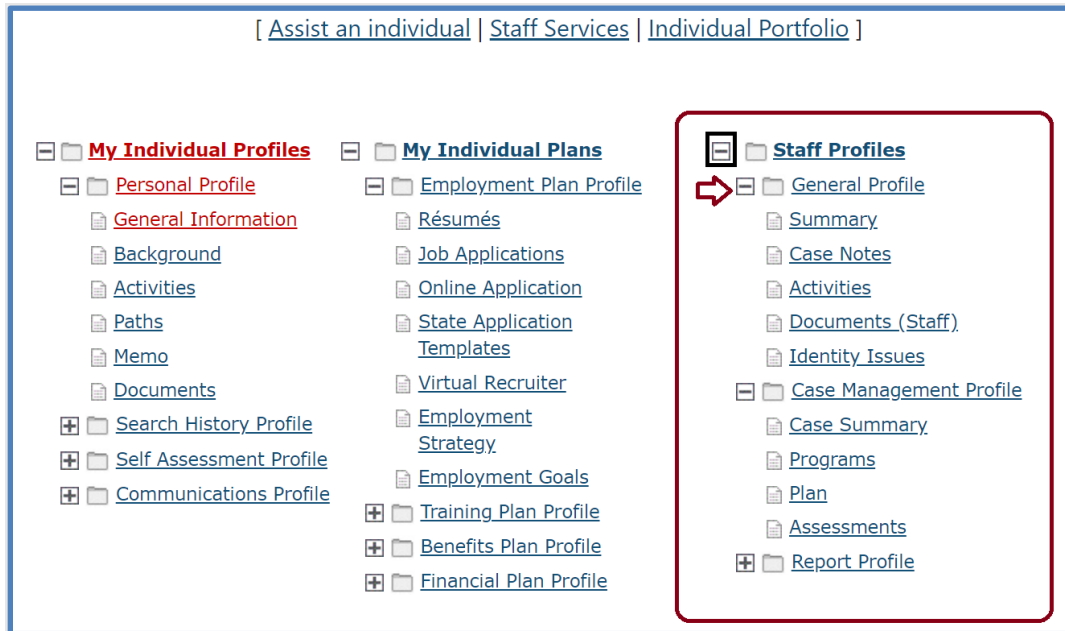 [ Assist an individual | Staff Services | Individual Portfolio ]
My Individual Profiles
Personal Profile
General Information
Background
Activities
Paths
Memo
Documents
Search History Profile
Self Assessment Profile
Communications Profile
My Individual Plans
Employment Plan Profile
Résumés
Job Applications
Online Application
State Application
Templates
Virtual Recruiter
Employment
Strategy
Employment Goals
Training Plan Profile
Benefits Plan Profile
Financial Plan Profile
Staff Profiles
General Profile
Summary
Case Notes
Activities
Documents (Staff)
Identity Issues
Case Management Profile
Case Summary
Programs
Plan
Assessments
Report Profile